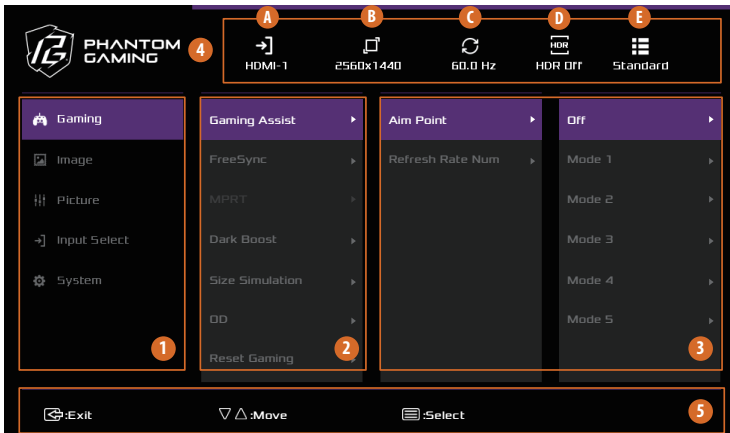 A B C D E
PHANTOM
GAMING
4
HDMI-1 2560x1440 60.0 Hz HDR HDR Off Standard
Gaming Gaming Assist Aim Point Off
Image FreeSync Refresh Rate Num Mode 1
Picture MPRT Mode 2
Input Select Dark Boost Mode 3
System Size Simulation Mode 4
OD Mode 5
1 2 3
Reset Gaming
:Exit :Move :Select 5